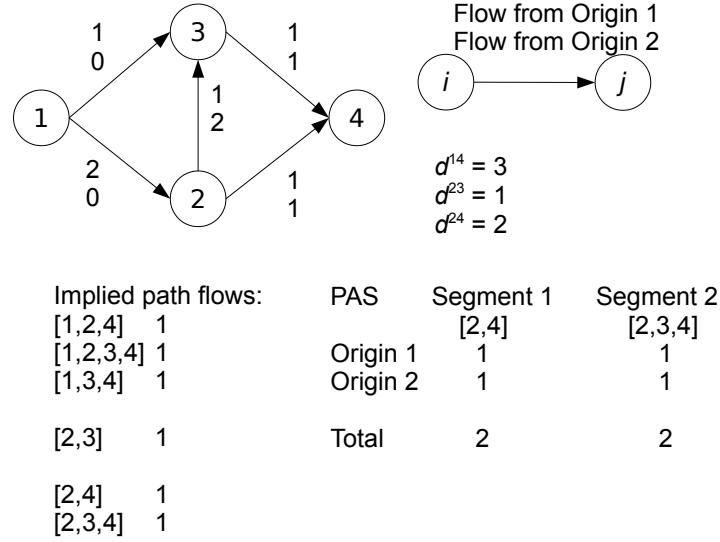 Flow from Origin 1
Flow from Origin 2
1
0
3
1
1
i
j
1
1
2
4
2
0
2
1
1
d¹⁴ = 3
d²³ = 1
d²⁴ = 2
Implied path flows:
[1,2,4] 1
[1,2,3,4] 1
[1,3,4] 1
[2,3] 1
[2,4] 1
[2,3,4] 1
PAS Segment 1 Segment 2
[2,4] [2,3,4]
Origin 1 1 1
Origin 2 1 1
Total 2 2